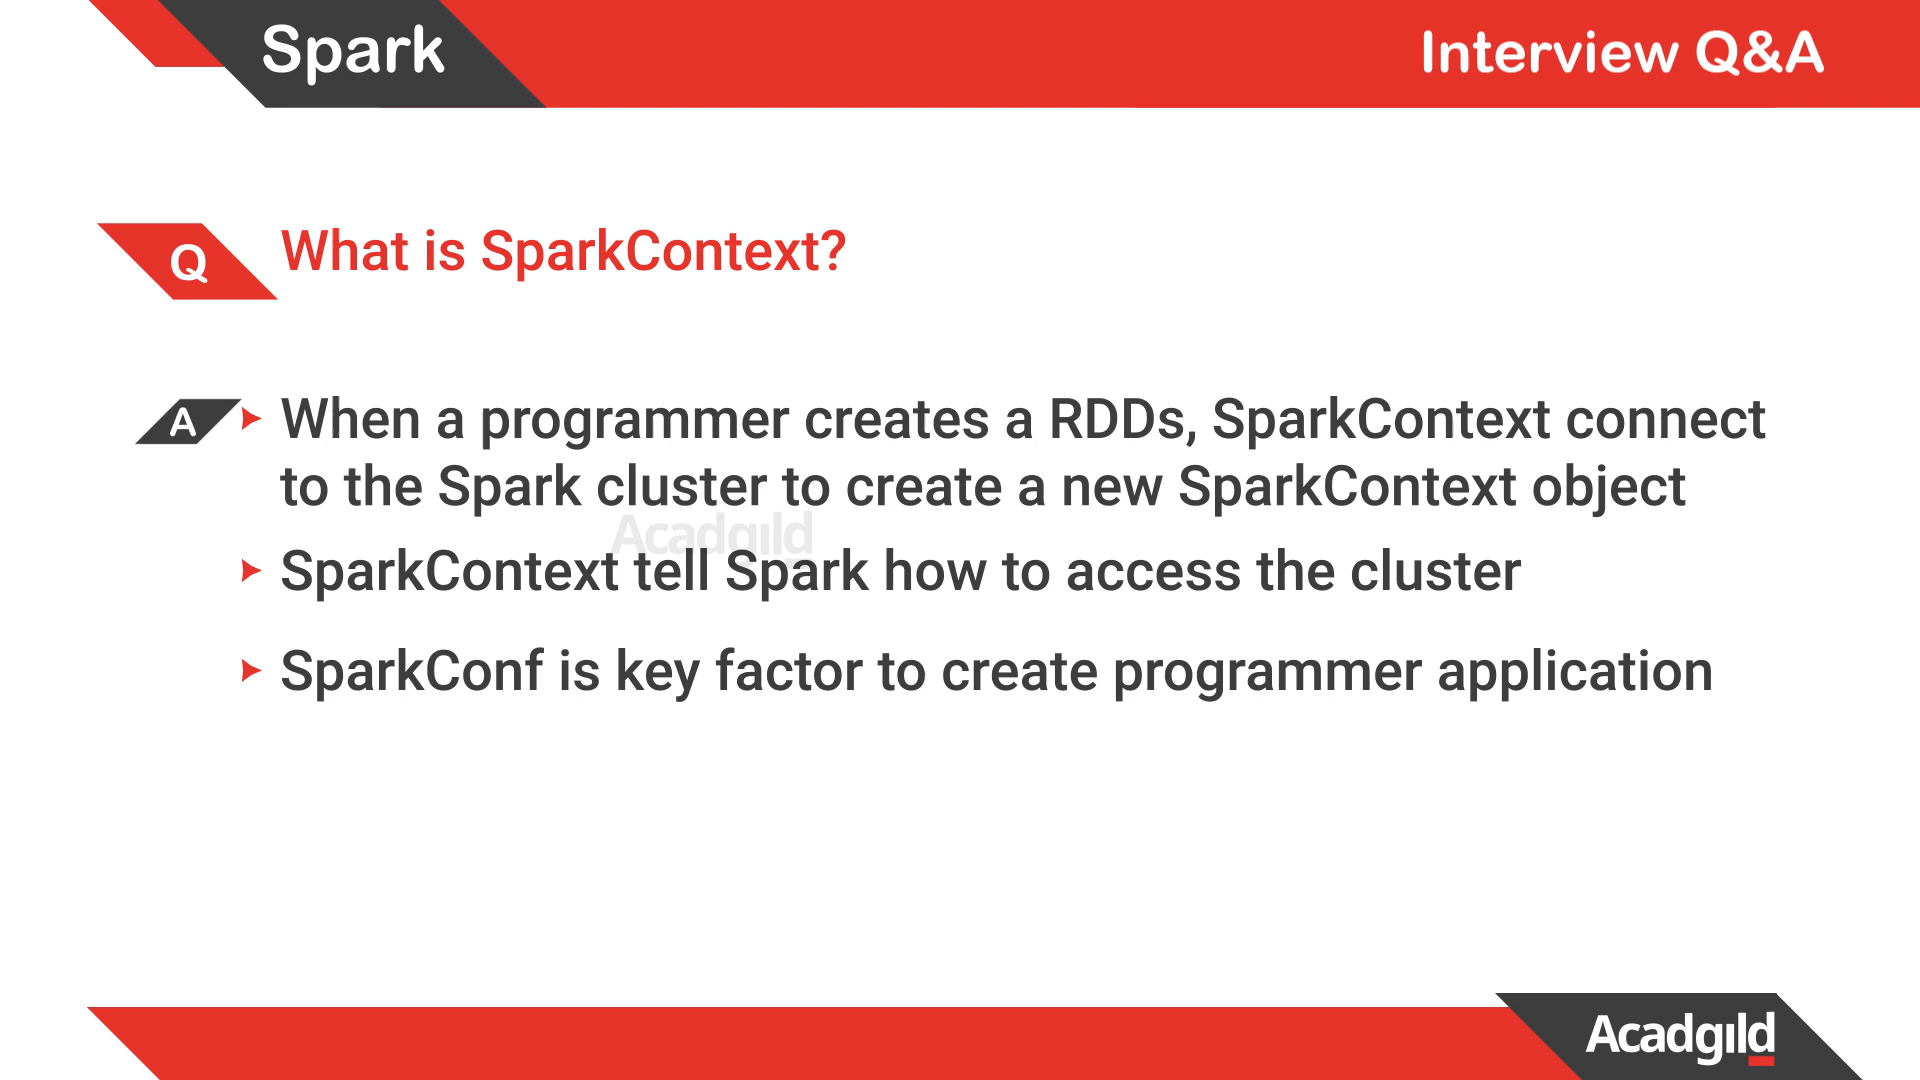 Spark
Interview Q&A
Q
What is SparkContext?
A
When a programmer creates a RDDs, SparkContext connect
to the Spark cluster to create a new SparkContext object
Acadgild
SparkContext tell Spark how to access the cluster
SparkConf is key factor to create programmer application
Acadgild